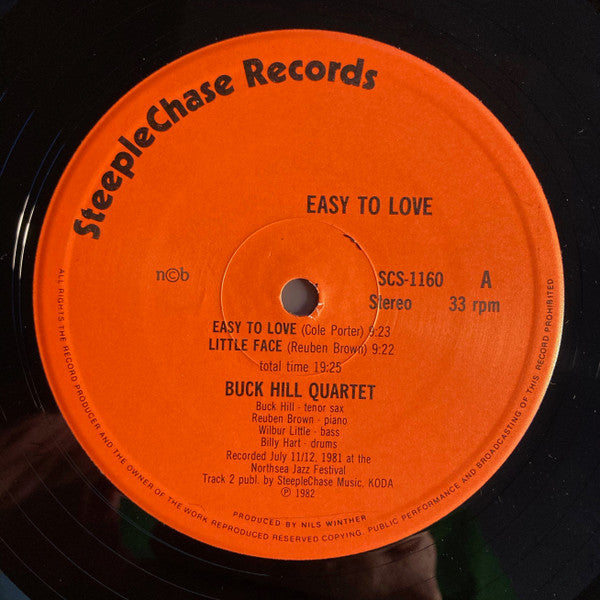 SteepleChase Records
EASY TO LOVE
n©b
SCS-1160 A
Stereo 33 rpm
EASY TO LOVE (Cole Porter) 9:23
LITTLE FACE (Reuben Brown) 9:22
total time 19:25
BUCK HILL QUARTET
Buck Hill - tenor sax
Reuben Brown - piano
Wilbur Little - bass
Billy Hart - drums
Recorded July 11/12, 1981 at the
Northsea Jazz Festival
Track 2 publ. by SteepleChase Music, KODA
℗ 1982
PRODUCED BY NILS WINTHER
ALL RIGHTS THE RECORD PRODUCER AND THE OWNER OF THE WORK REPRODUCED RESERVED COPYING, PUBLIC PERFORMANCE AND BROADCASTING OF THIS RECORD PROHIBITED